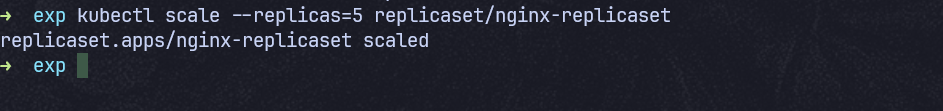 → exp kubectl scale --replicas=5 replicaset/nginx-replicaset
replicaset.apps/nginx-replicaset scaled
→ exp